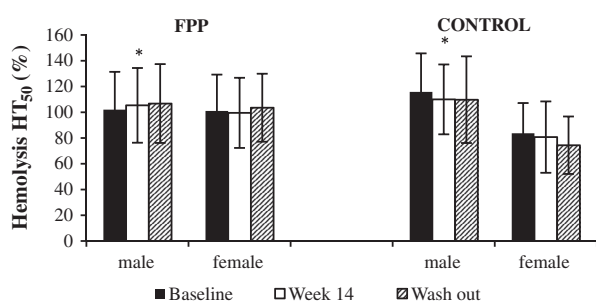 FPP CONTROL
Hemolysis HT50 (%)
160
140
120
100
80
60
40
20
0
* *
male female male female
Baseline Week 14 Wash out